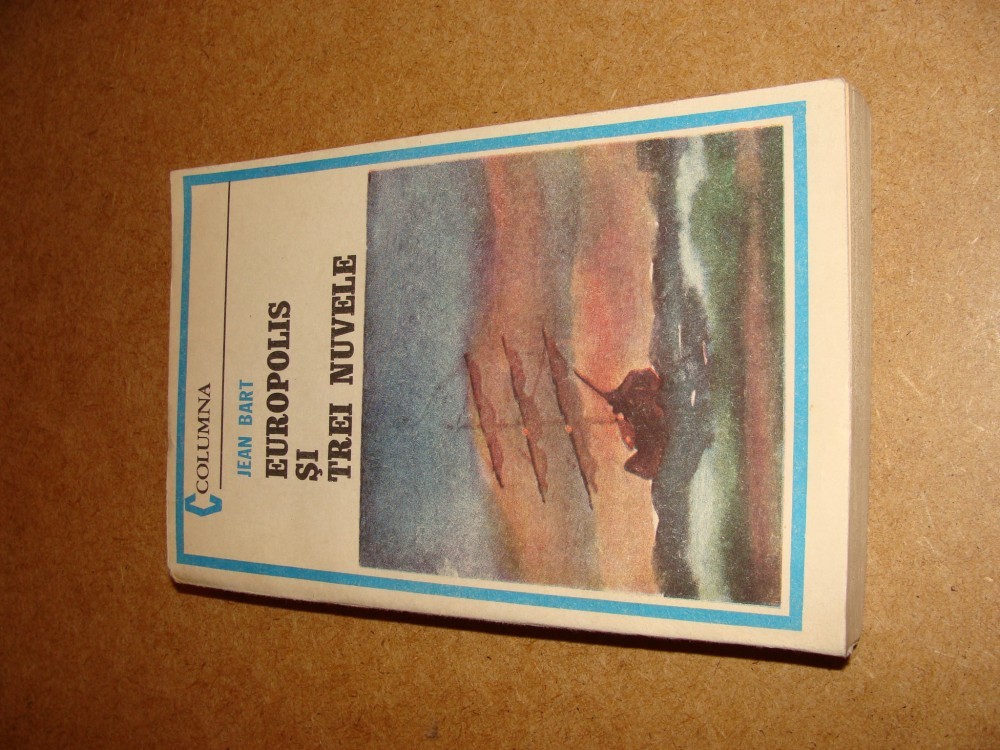 COLUMNA
JEAN BART
EUROPOLIS
ŞI
TREI NUVELE